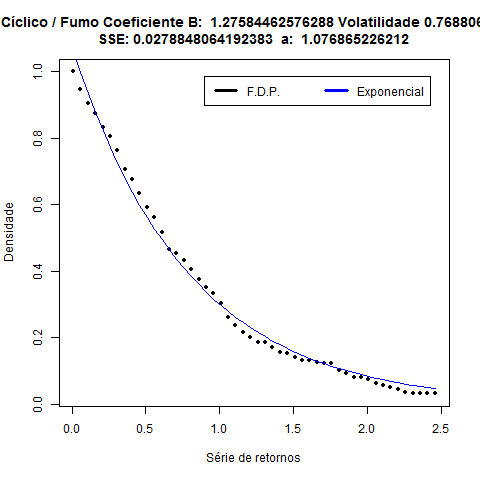 Cíclico / Fumo Coeficiente B: 1.27584462576288 Volatilidade 0.768806
SSE: 0.0278848064192383 a: 1.076865226212
F.D.P.
Exponencial
Densidade
0.0
0.2
0.4
0.6
0.8
1.0
0.0
0.5
1.0
1.5
2.0
2.5
Série de retornos